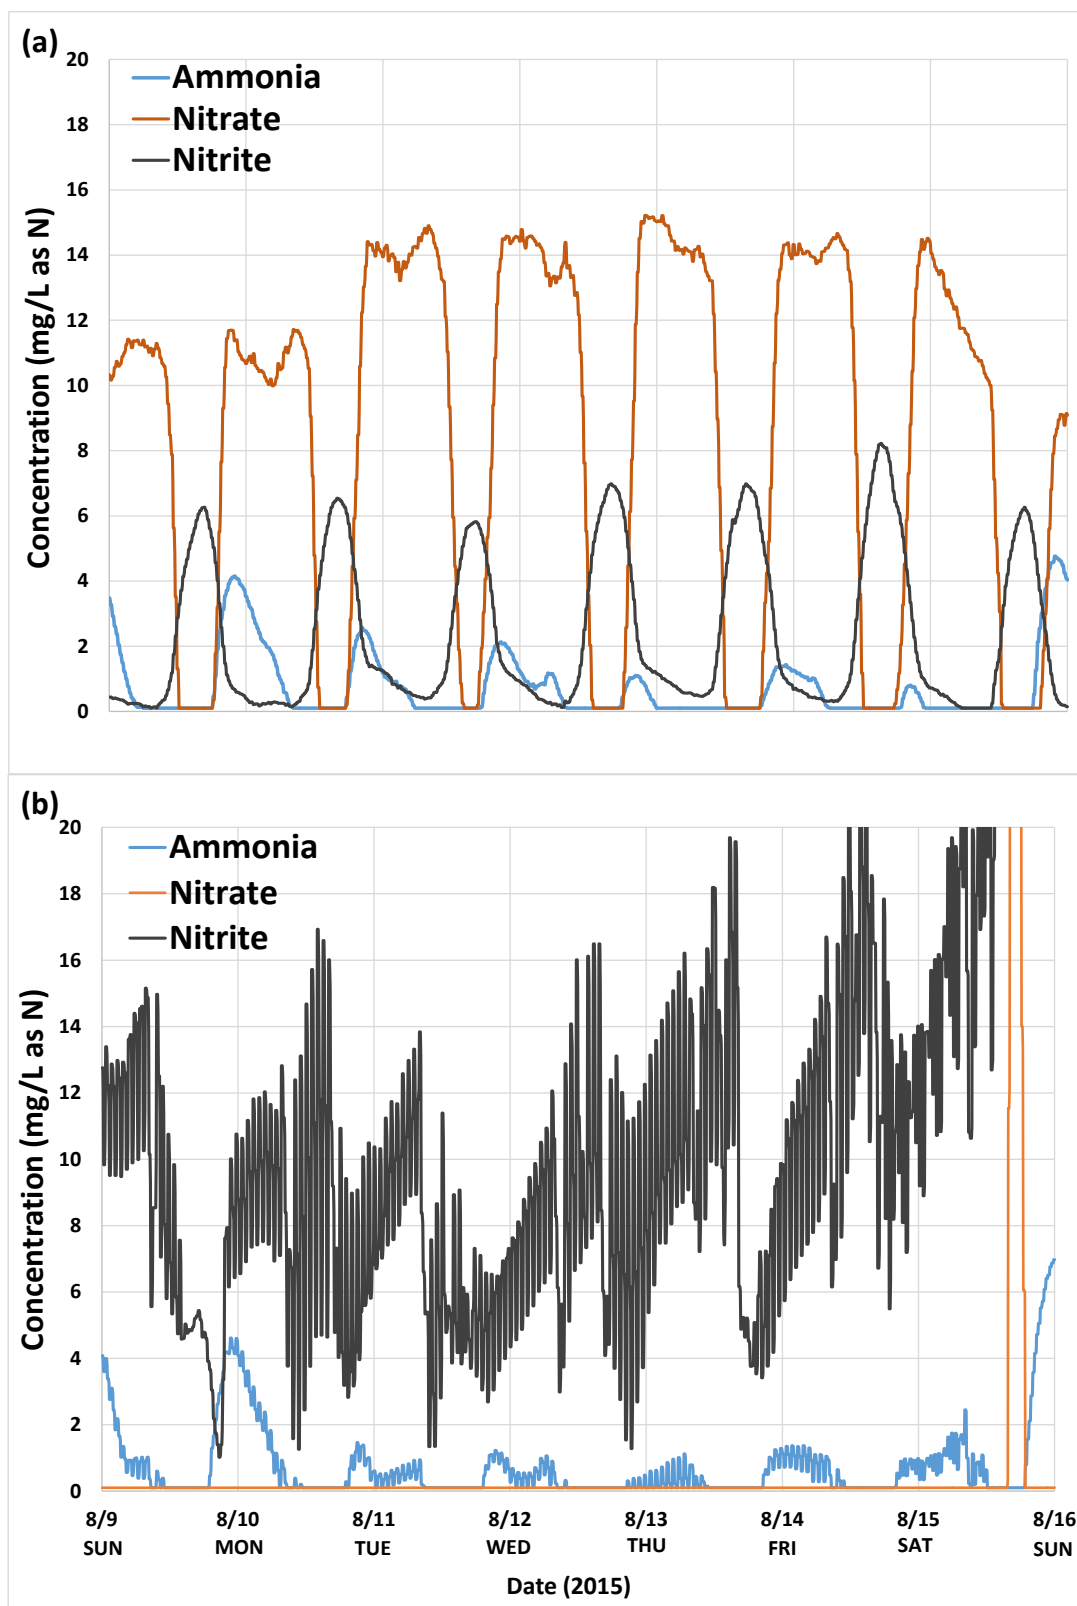 (a)
20
18
16
14
12
10
8
6
4
2
0
Concentration (mg/L as N)
Ammonia
Nitrate
Nitrite
(b)
20
18
16
14
12
10
8
6
4
2
0
Concentration (mg/L as N)
Ammonia
Nitrate
Nitrite
8/9 8/10 8/11 8/12 8/13 8/14 8/15 8/16
SUN MON TUE WED THU FRI SAT SUN
Date (2015)